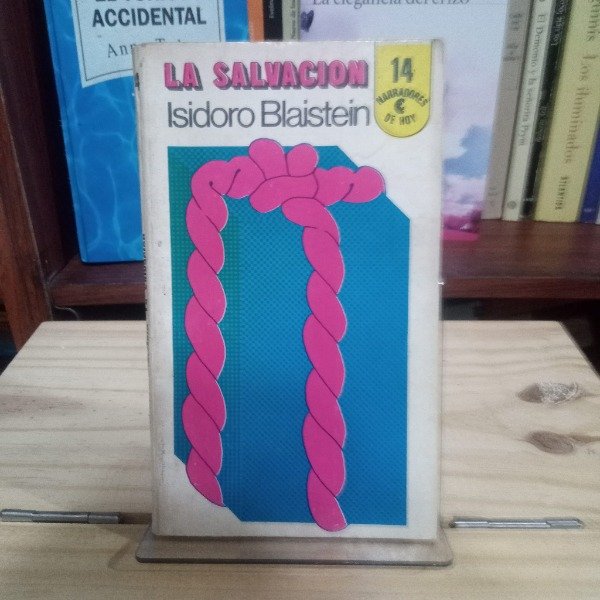 LA SALVACION
Isidoro Blaistein
14
NARRADORES
DE HOY
ACCIDENTAL
La elegancia del erizo
Los iluminados